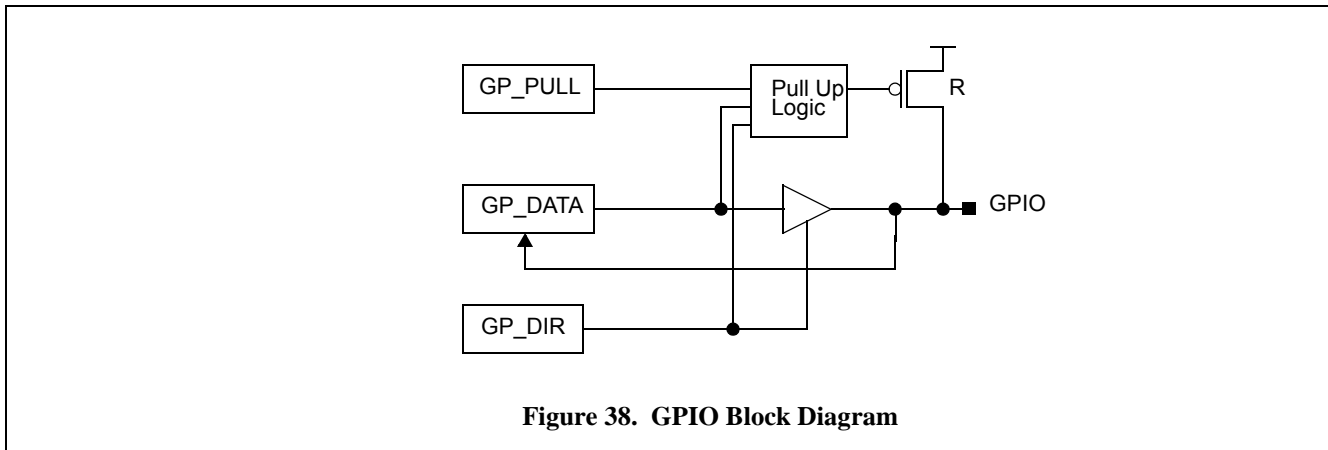 GP_PULL
Pull Up
Logic
R
GP_DATA
GPIO
GP_DIR
Figure 38. GPIO Block Diagram